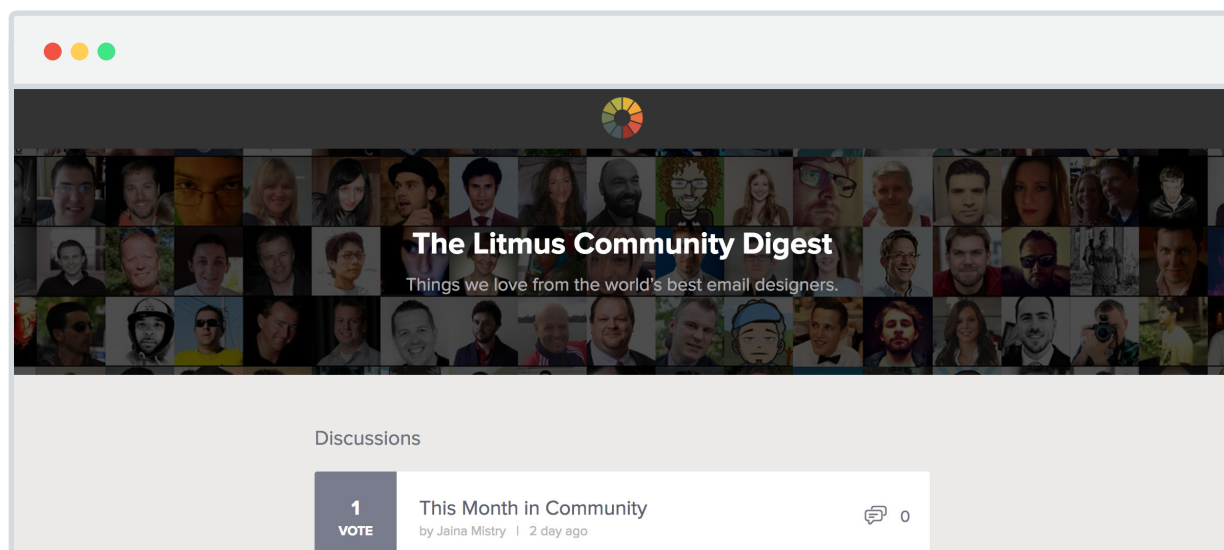 The Litmus Community Digest
Things we love from the world's best email designers.
Discussions
1
VOTE
This Month in Community
by Jaina Mistry | 2 day ago
0